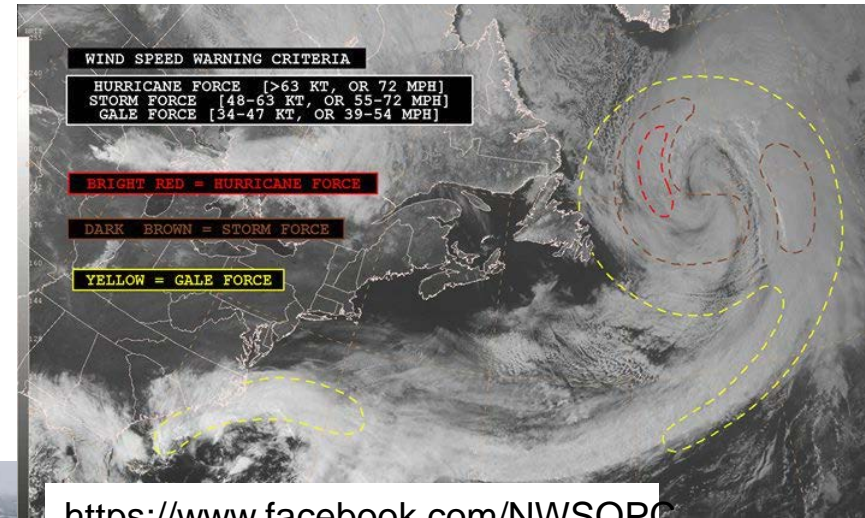 WIND SPEED WARNING CRITERIA
HURRICANE FORCE [>63 KT, OR 72 MPH]
STORM FORCE [48-63 KT, OR 55-72 MPH]
GALE FORCE [34-47 KT, OR 39-54 MPH]
BRIGHT RED = HURRICANE FORCE
DARK BROWN = STORM FORCE
YELLOW = GALE FORCE
https://www.facebook.com/NWSOPC